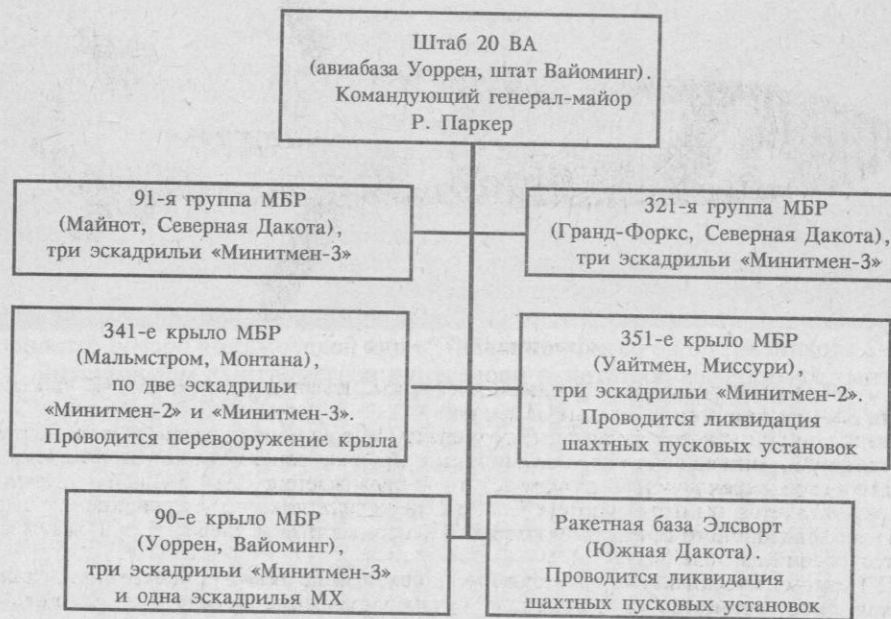 Штаб 20 ВА
(авиабаза Уоррен, штат Вайоминг).
Командующий генерал-майор
Р. Паркер
91-я группа МБР
(Майнот, Северная Дакота),
три эскадрильи «Минитмен-3»
321-я группа МБР
(Гранд-Форкс, Северная Дакота),
три эскадрильи «Минитмен-3»
341-е крыло МБР
(Мальмстром, Монтана),
по две эскадрильи
«Минитмен-2» и «Минитмен-3».
Проводится перевооружение крыла
351-е крыло МБР
(Уайтмен, Миссури),
три эскадрильи «Минитмен-2».
Проводится ликвидация
шахтных пусковых установок
90-е крыло МБР
(Уоррен, Вайоминг),
три эскадрильи «Минитмен-3»
и одна эскадрилья МХ
Ракетная база Элсворт
(Южная Дакота).
Проводится ликвидация
шахтных пусковых установок